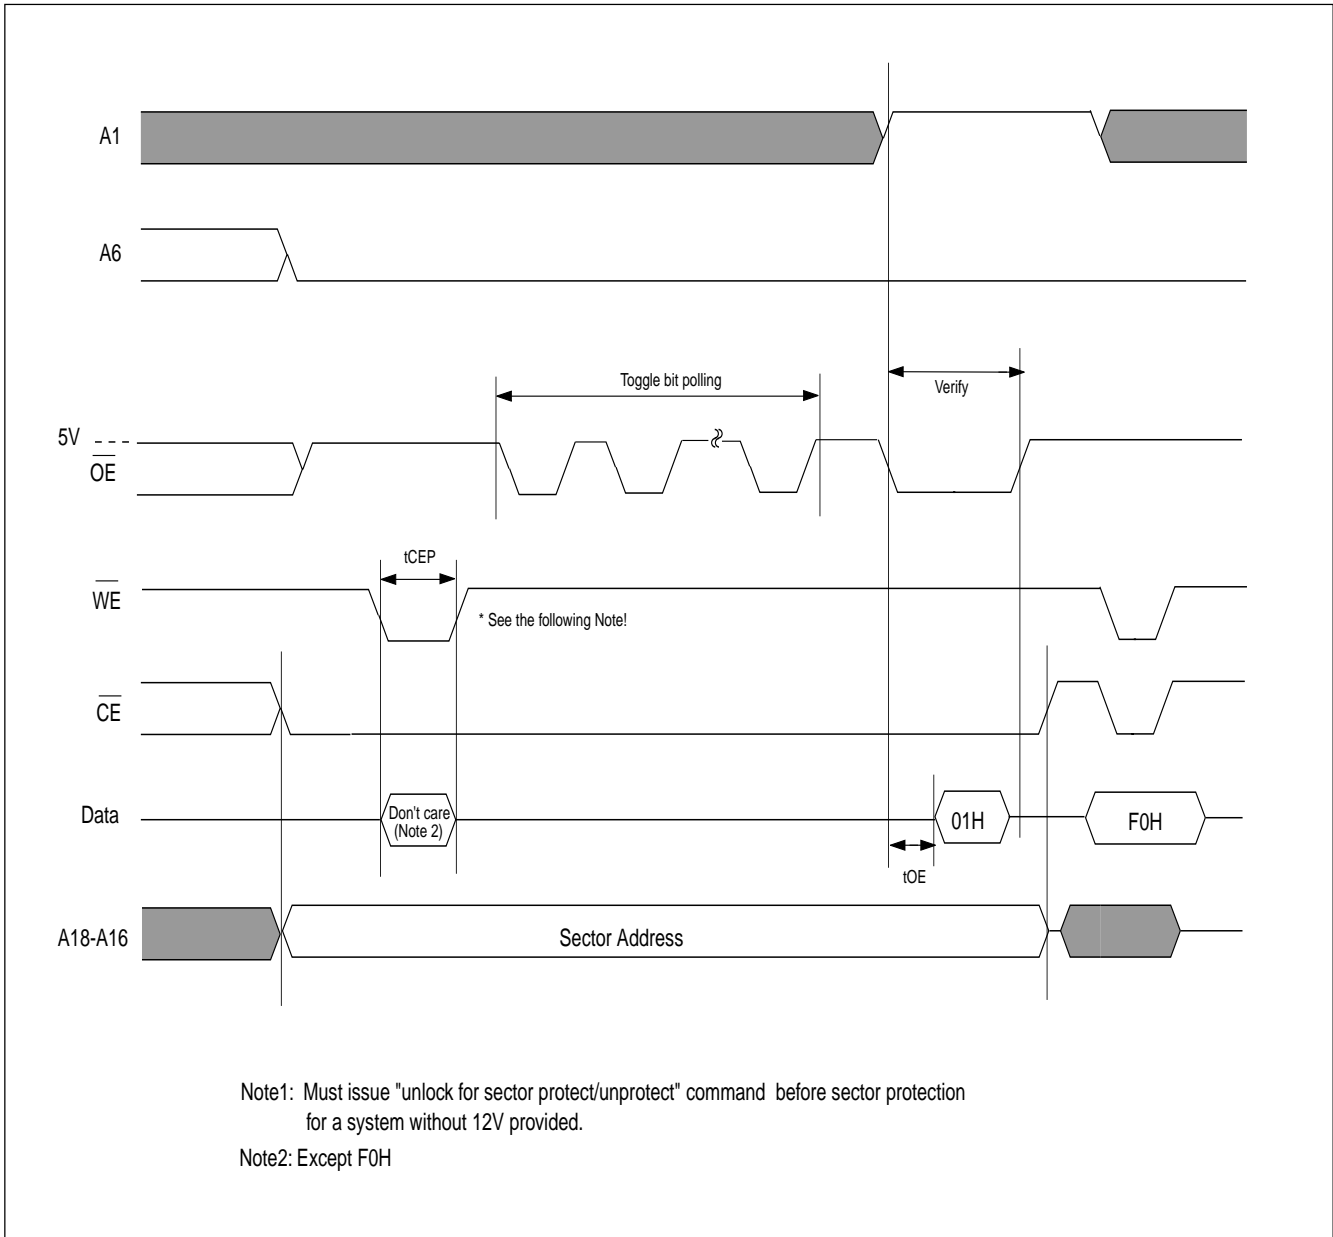 A1
A6
Toggle bit polling
Verify
5V
OE
tCEP
WE
* See the following Note!
CE
Data
Don't care
(Note 2)
01H
F0H
tOE
A18-A16
Sector Address
Note1: Must issue "unlock for sector protect/unprotect" command before sector protection
for a system without 12V provided.
Note2: Except F0H